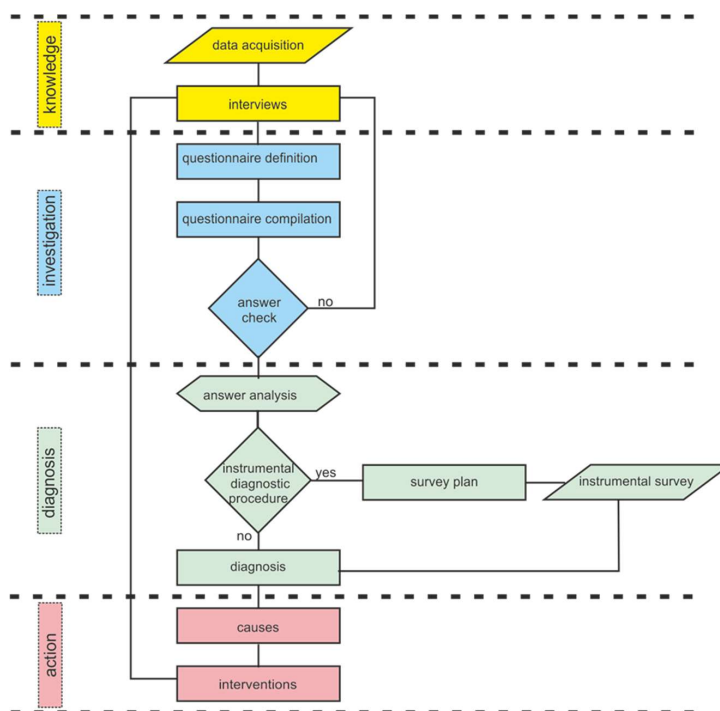 knowledge
data acquisition
interviews
investigation
questionnaire definition
questionnaire compilation
answer
check
no
diagnosis
answer analysis
instrumental
diagnostic
procedure
yes
survey plan
instrumental survey
no
diagnosis
action
causes
interventions